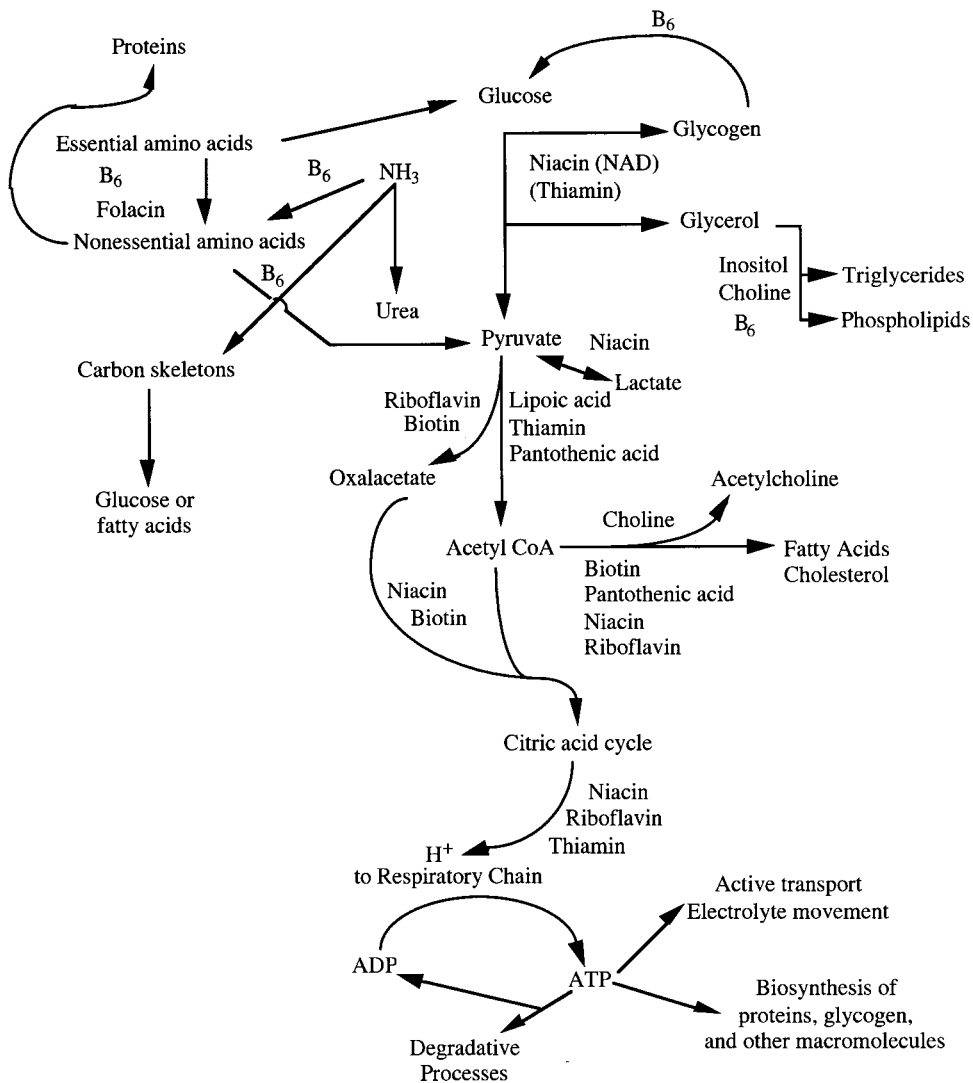 B6
Proteins
Glucose
Glycogen
Essential amino acids
B6
NH3
B6
Niacin (NAD)
(Thiamin)
Folacin
Nonessential amino acids
Glycerol
B6
Inositol
Choline
B6
Triglycerides
Phospholipids
Urea
Pyruvate
Niacin
Lactate
Carbon skeletons
Riboflavin
Biotin
Lipoic acid
Thiamin
Pantothenic acid
Oxalacetate
Glucose or
fatty acids
Acetylcholine
Choline
Acetyl CoA
Fatty Acids
Cholesterol
Biotin
Pantothenic acid
Niacin
Riboflavin
Niacin
Biotin
Citric acid cycle
Niacin
Riboflavin
Thiamin
H+
to Respiratory Chain
Active transport
Electrolyte movement
ADP
ATP
Biosynthesis of
proteins, glycogen,
and other macromolecules
Degradative
Processes